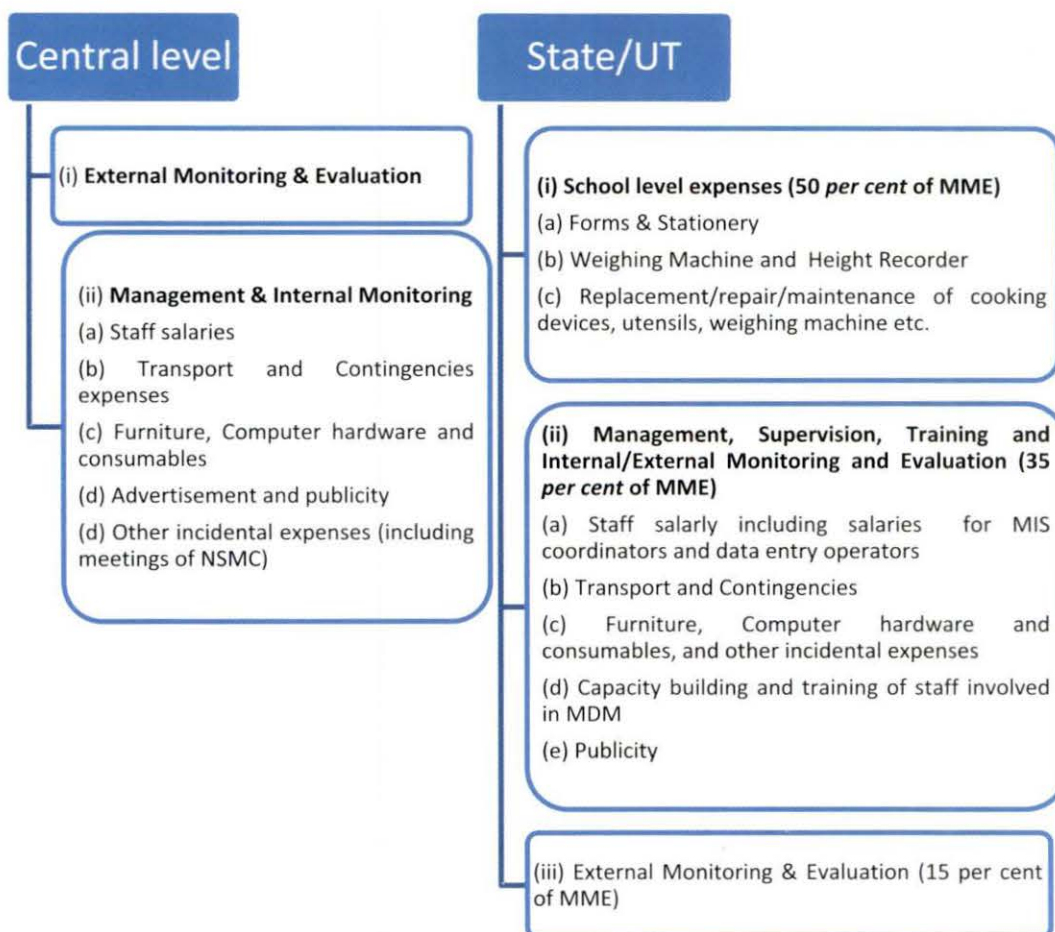 Central level
(i) External Monitoring & Evaluation
(ii) Management & Internal Monitoring
(a) Staff salaries
(b) Transport and Contingencies
expenses
(c) Furniture, Computer hardware and
consumables
(d) Advertisement and publicity
(d) Other incidental expenses (including
meetings of NSMC)
State/UT
(i) School level expenses (50 per cent of MME)
(a) Forms & Stationery
(b) Weighing Machine and Height Recorder
(c) Replacement/repair/maintenance of cooking
devices, utensils, weighing machine etc.
(ii) Management, Supervision, Training and
Internal/External Monitoring and Evaluation (35
per cent of MME)
(a) Staff salarly including salaries for MIS
coordinators and data entry operators
(b) Transport and Contingencies
(c) Furniture, Computer hardware and
consumables, and other incidental expenses
(d) Capacity building and training of staff involved
in MDM
(e) Publicity
(iii) External Monitoring & Evaluation (15 per cent
of MME)